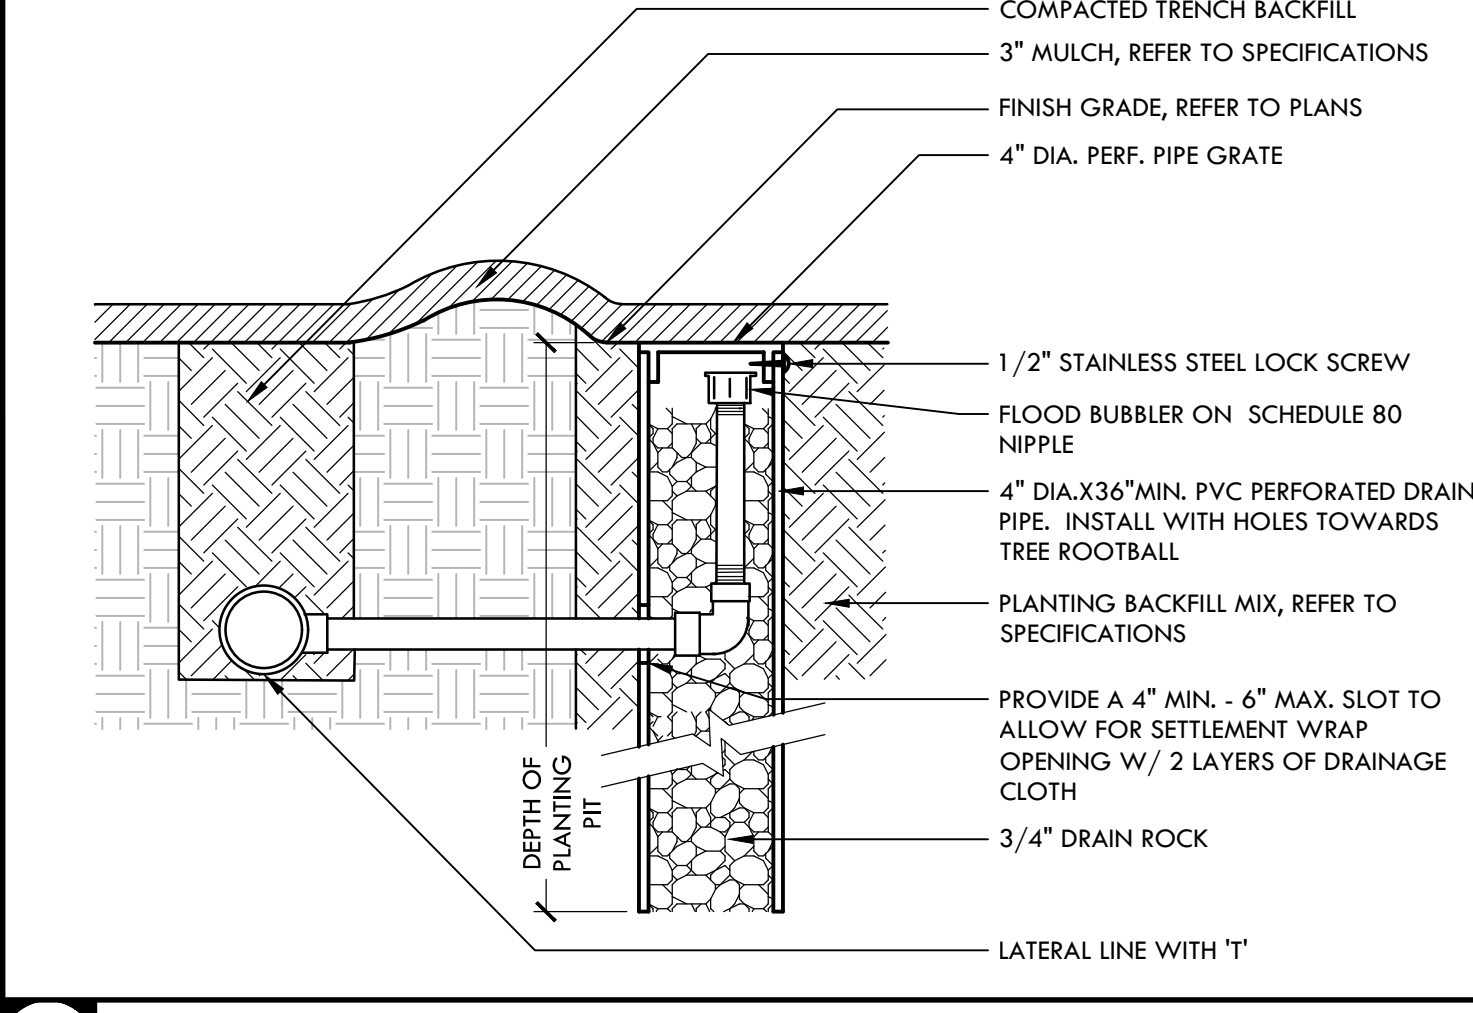 COMPACTED TRENCH BACKFILL
3" MULCH, REFER TO SPECIFICATIONS
FINISH GRADE, REFER TO PLANS
4" DIA. PERF. PIPE GRATE
1/2" STAINLESS STEEL LOCK SCREW
FLOOD BUBBLER ON SCHEDULE 80
NIPPLE
4" DIA.X36"MIN. PVC PERFORATED DRAIN
PIPE. INSTALL WITH HOLES TOWARDS
TREE ROOTBALL
PLANTING BACKFILL MIX, REFER TO
SPECIFICATIONS
PROVIDE A 4" MIN. - 6" MAX. SLOT TO
ALLOW FOR SETTLEMENT WRAP
OPENING W/ 2 LAYERS OF DRAINAGE
CLOTH
3/4" DRAIN ROCK
LATERAL LINE WITH 'T'
DEPTH OF
PLANTING
PIT